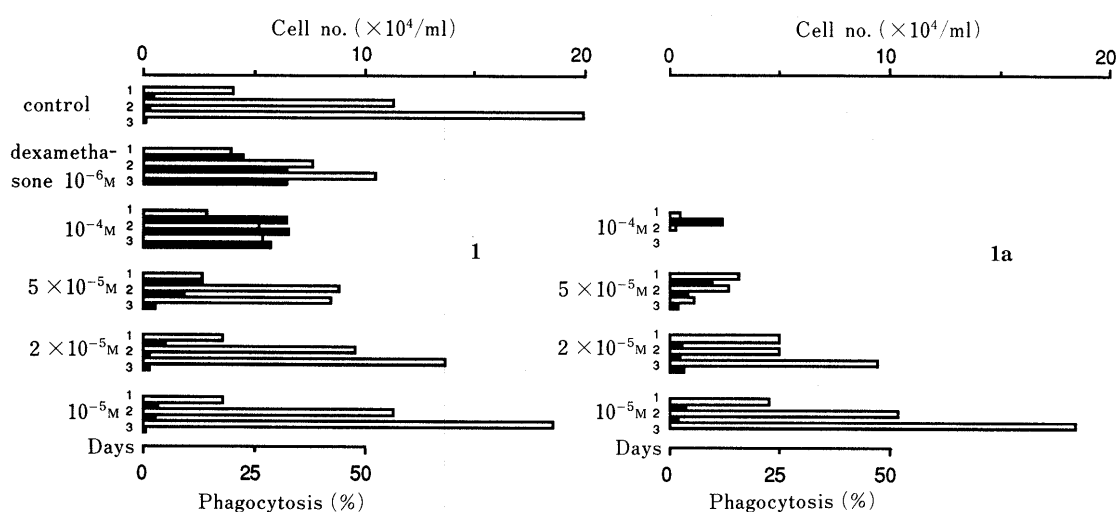 Cell no. (×10⁴/ml)
0 10 20
control 1 2 3
dexametha-
sone 10⁻⁶M 1 2 3
10⁻⁴M 1 2 3
1
5 ×10⁻⁵M 1 2 3
2 ×10⁻⁵M 1 2 3
10⁻⁵M 1 2 3
Days
0 25 50
Phagocytosis (%)
Cell no. (×10⁴/ml)
0 10 20
10⁻⁴M 1 2 3
1a
5 ×10⁻⁵M 1 2 3
2 ×10⁻⁵M 1 2 3
10⁻⁵M 1 2 3
Days
0 25 50
Phagocytosis (%)